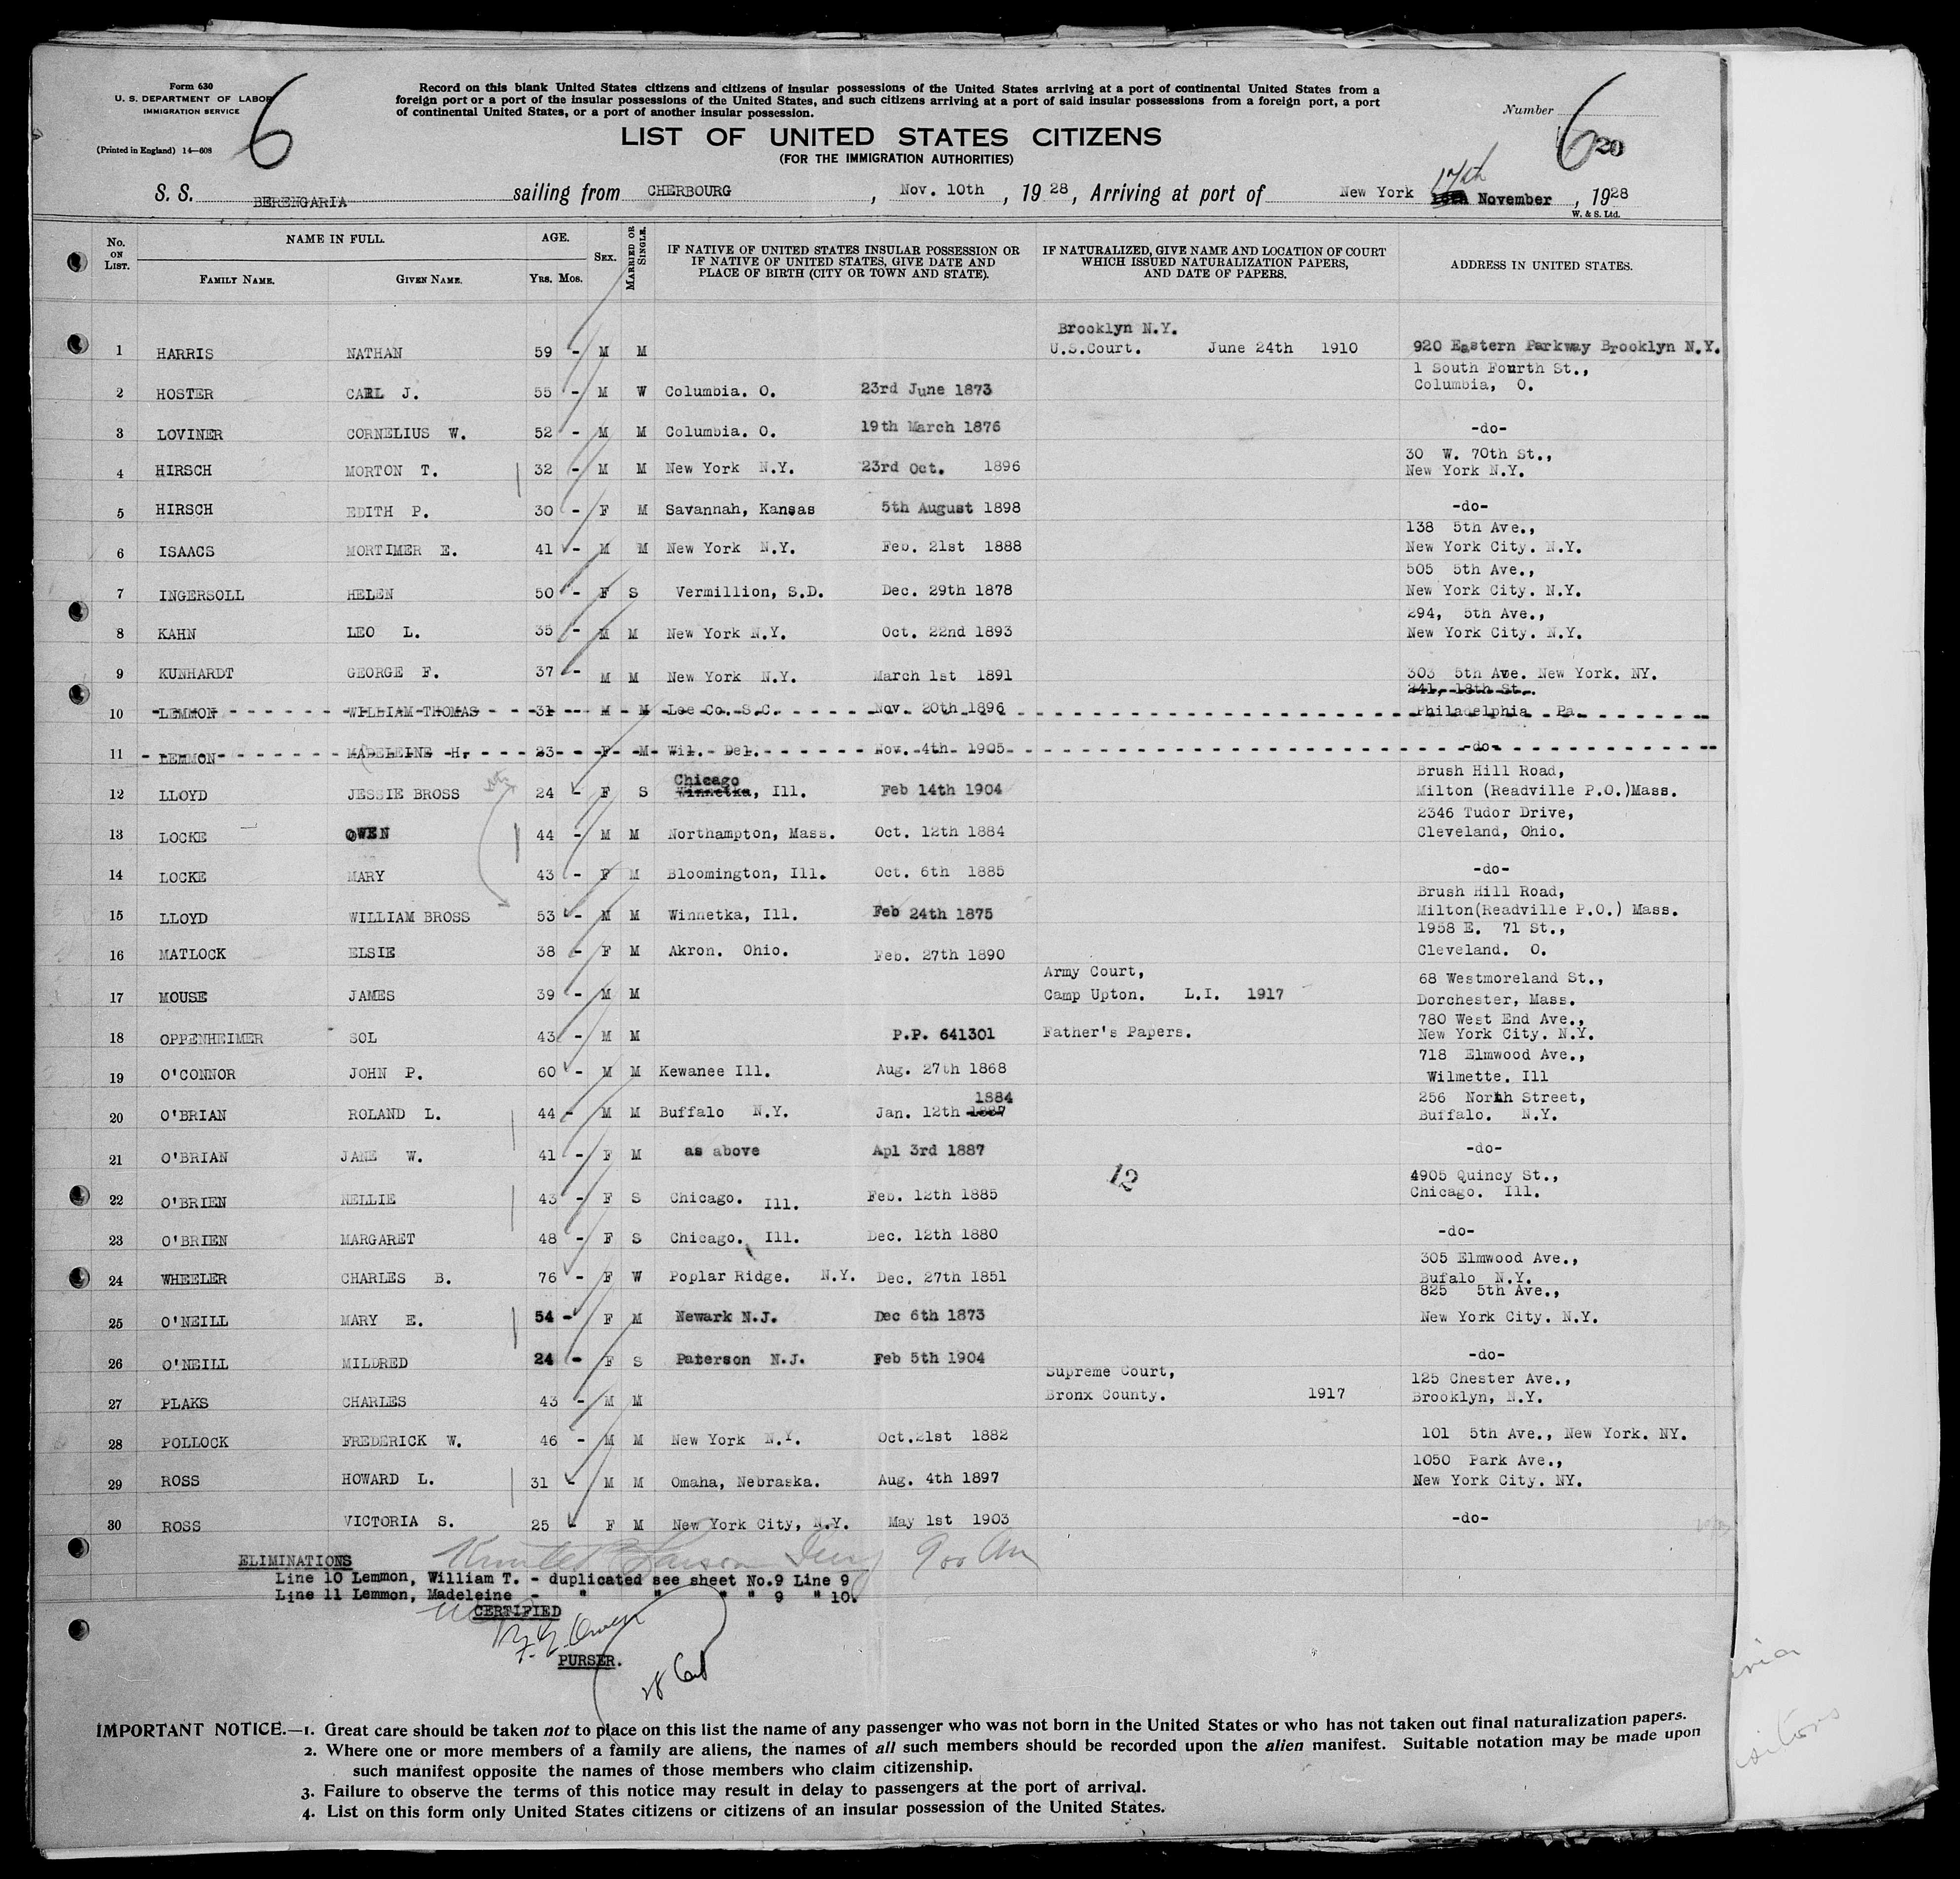 Form 630
U. S. DEPARTMENT OF LABOR
IMMIGRATION SERVICE
(Printed in England) 14—608
6
Record on this blank United States citizens and citizens of insular possessions of the United States arriving at a port of continental United States from a
foreign port or a port of the insular possessions of the United States, and such citizens arriving at a port of said insular possessions from a foreign port, a port
of continental United States, or a port of another insular possession.
Number
6
20
LIST OF UNITED STATES CITIZENS
(FOR THE IMMIGRATION AUTHORITIES)
S. S. BERENGARIA sailing from CHERBOURG, Nov. 10th, 19 28, Arriving at port of New York 17th November, 1928
W. & S. Ltd.
No. ON LIST. NAME IN FULL. FAMILY NAME. GIVEN NAME. AGE. YRS. MOS. SEX. MARRIED OR SINGLE. IF NATIVE OF UNITED STATES INSULAR POSSESSION OR IF NATIVE OF UNITED STATES, GIVE DATE AND PLACE OF BIRTH (CITY OR TOWN AND STATE). IF NATURALIZED, GIVE NAME AND LOCATION OF COURT WHICH ISSUED NATURALIZATION PAPERS, AND DATE OF PAPERS. ADDRESS IN UNITED STATES.
Brooklyn N.Y.
1 HARRIS NATHAN 59 - M M U.S.Court. June 24th 1910 920 Eastern Parkway Brooklyn N.Y.
1 South Fourth St.,
2 HOSTER CARL J. 55 - M W Columbia. O. 23rd June 1873 Columbia, O.
3 LOVINER CORNELIUS W. 52 - M M Columbia. O. 19th March 1876 -do-
30 W. 70th St.,
4 HIRSCH MORTON T. 32 - M M New York N.Y. 23rd Oct. 1896 New York N.Y.
5 HIRSCH EDITH P. 30 - F M Savannah, Kansas 5th August 1898 -do-
138 5th Ave.,
6 ISAACS MORTIMER E. 41 - M M New York N.Y. Feb. 21st 1888 New York City. N.Y.
505 5th Ave.,
7 INGERSOLL HELEN 50 - F S Vermillion, S.D. Dec. 29th 1878 New York City. N.Y.
294, 5th Ave.,
8 KAHN LEO L. 35 - M M New York N.Y. Oct. 22nd 1893 New York City. N.Y.
9 KUNHARDT GEORGE F. 37 - M M New York N.Y. March 1st 1891 303 5th Ave. New York. NY.
241, 18th St.
10 LEMMON WILLIAM THOMAS 31 - M M Lee Co. S.C. Nov. 20th 1896 Philadelphia Pa.
11 LEMMON MADELEINE H. 23 - F M Wil. Del. Nov. 4th 1905 -do-
Chicago Brush Hill Road,
12 LLOYD JESSIE BROSS 24 - F S Winnetka, Ill. Feb 14th 1904 Milton (Readville P.O.)Mass.
2346 Tudor Drive,
13 LOCKE OWEN 44 - M M Northampton, Mass. Oct. 12th 1884 Cleveland, Ohio.
14 LOCKE MARY 43 - F M Bloomington, Ill. Oct. 6th 1885 -do-
Brush Hill Road,
15 LLOYD WILLIAM BROSS 53 - M M Winnetka, Ill. Feb 24th 1875 Milton(Readville P.O.) Mass.
1958 E. 71 St.,
16 MATLOCK ELSIE 38 - F M Akron. Ohio. Feb. 27th 1890 Cleveland. O.
Army Court, 68 Westmoreland St.,
17 MOUSE JAMES 39 - M M Camp Upton. L.I. 1917 Dorchester, Mass.
780 West End Ave.,
18 OPPENHEIMER SOL 43 - M M P.P. 641301 Father's Papers. New York City. N.Y.
718 Elmwood Ave.,
19 O'CONNOR JOHN P. 60 - M M Kewanee Ill. Aug. 27th 1868 Wilmette. Ill
1884 256 North Street,
20 O'BRIAN ROLAND L. 44 - M M Buffalo N.Y. Jan. 12th 1887 Buffalo. N.Y.
21 O'BRIAN JANE W. 41 - F M as above Apl 3rd 1887 -do-
12 4905 Quincy St.,
22 O'BRIEN NELLIE 43 - F S Chicago. Ill. Feb. 12th 1885 Chicago. Ill.
23 O'BRIEN MARGARET 48 - F S Chicago. Ill. Dec. 12th 1880 -do-
305 Elmwood Ave.,
24 WHEELER CHARLES B. 76 - F W Poplar Ridge. N.Y. Dec. 27th 1851 Bufalo N.Y.
825 5th Ave.,
25 O'NEILL MARY E. 54 - F M Newark N.J. Dec 6th 1873 New York City. N.Y.
26 O'NEILL MILDRED 24 - F S Paterson N.J. Feb 5th 1904 -do-
Supreme Court, 125 Chester Ave.,
27 PLAKS CHARLES 43 - M M Bronx County. 1917 Brooklyn, N.Y.
28 POLLOCK FREDERICK W. 46 - M M New York N.Y. Oct.21st 1882 101 5th Ave., New York. NY.
1050 Park Ave.,
29 ROSS HOWARD L. 31 - M M Omaha, Nebraska. Aug. 4th 1897 New York City. NY.
30 ROSS VICTORIA S. 25 - F M New York City, N.Y. May 1st 1903 -do-
ELIMINATIONS
Line 10 Lemmon, William T. - duplicated see sheet No.9 Line 9
Line 11 Lemmon, Madeleine - " " " " 9 " 10.
CERTIFIED
PURSER.
IMPORTANT NOTICE.—1. Great care should be taken not to place on this list the name of any passenger who was not born in the United States or who has not taken out final naturalization papers.
2. Where one or more members of a family are aliens, the names of all such members should be recorded upon the alien manifest. Suitable notation may be made upon
such manifest opposite the names of those members who claim citizenship.
3. Failure to observe the terms of this notice may result in delay to passengers at the port of arrival.
4. List on this form only United States citizens or citizens of an insular possession of the United States.